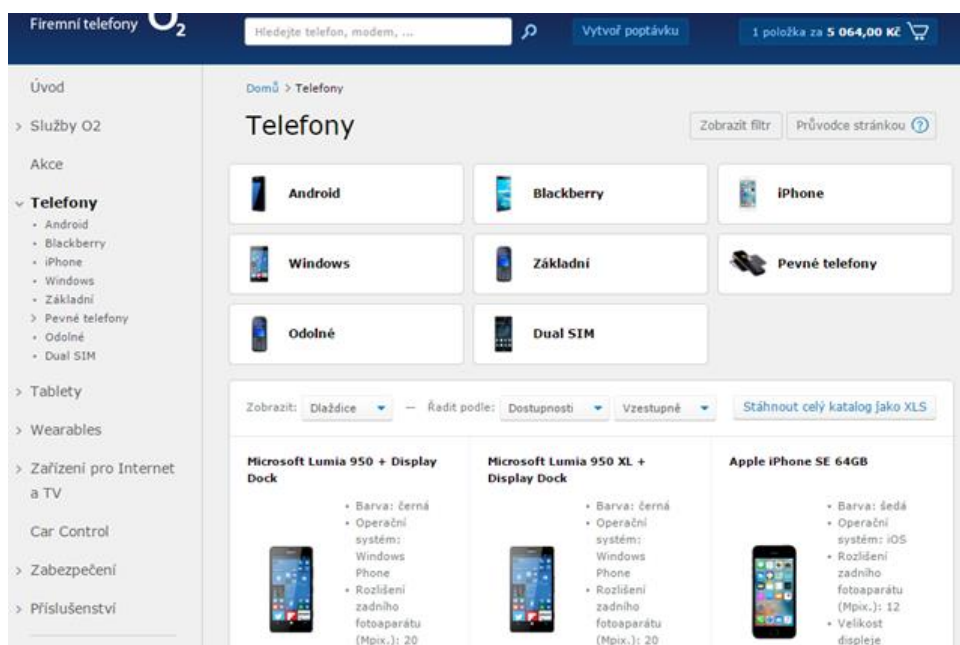 Firemní telefony O2
Hledejte telefon, modem, ...
Vytvoř poptávku
1 položka za 5 064,00 Kč
Úvod
Služby O2
Akce
Telefony
Android
Blackberry
iPhone
Windows
Základní
Pevné telefony
Odolné
Dual SIM
Tablety
Wearables
Zařízení pro Internet
a TV
Car Control
Zabezpečení
Příslušenství
Domů > Telefony
Telefony
Zobrazit filtr
Průvodce stránkou ?
Android
Blackberry
iPhone
Windows
Základní
Pevné telefony
Odolné
Dual SIM
Zobrazit: Dlaždice — Řadit podle: Dostupnosti Vzestupně
Stáhnout celý katalog jako XLS
Microsoft Lumia 950 + Display
Dock
• Barva: černá
• Operační
systém:
Windows
Phone
• Rozlišení
zadního
fotoaparátu
(Mpix.): 20
Microsoft Lumia 950 XL +
Display Dock
• Barva: černá
• Operační
systém:
Windows
Phone
• Rozlišení
zadního
fotoaparátu
(Mpix.): 20
Apple iPhone SE 64GB
• Barva: šedá
• Operační
systém: iOS
• Rozlišení
zadního
fotoaparátu
(Mpix.): 12
• Velikost
displeje